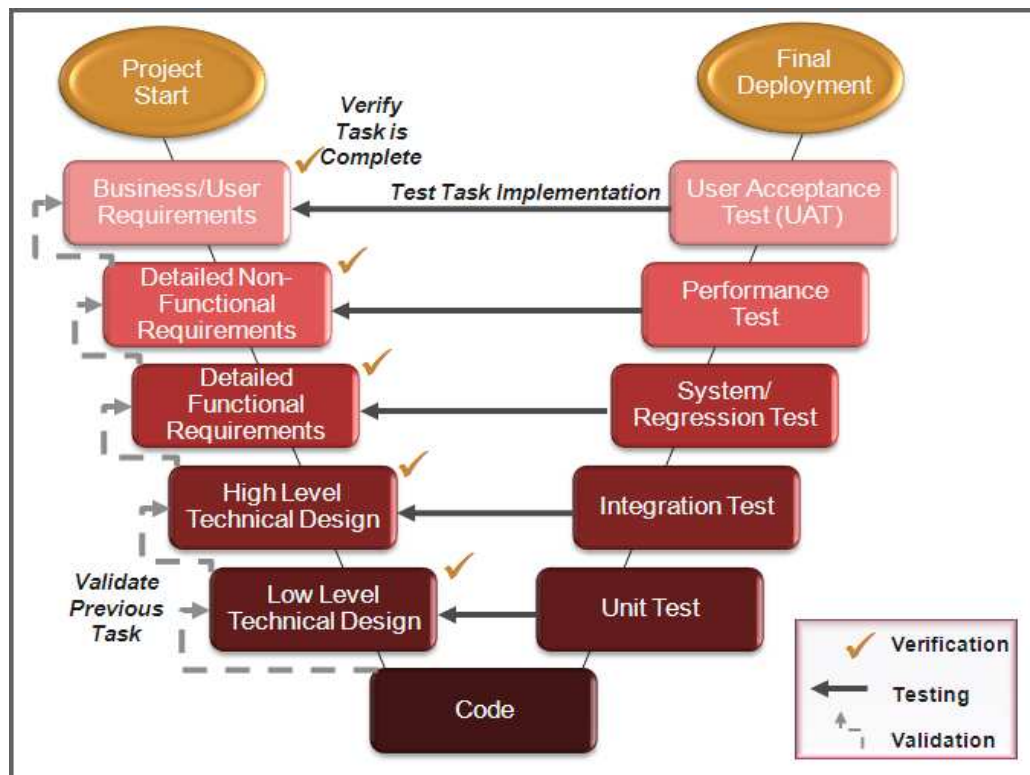 Project
Start
Final
Deployment
Verify
Task is
Complete
Business/User
Requirements
Test Task Implementation
User Acceptance
Test (UAT)
Detailed Non-
Functional
Requirements
Performance
Test
Detailed
Functional
Requirements
System/
Regression Test
High Level
Technical Design
Integration Test
Validate
Previous
Task
Low Level
Technical Design
Unit Test
Code
Verification
Testing
Validation